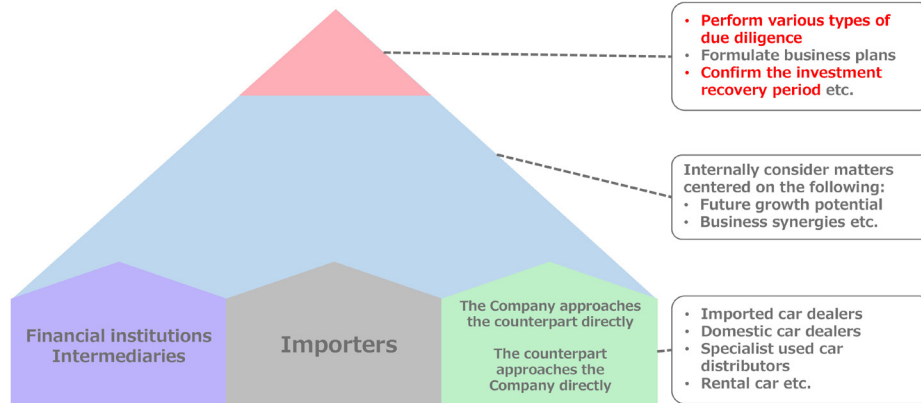 • Perform various types of
due diligence
• Formulate business plans
• Confirm the investment
recovery period etc.
Internally consider matters
centered on the following:
• Future growth potential
• Business synergies etc.
Financial institutions
Intermediaries
Importers
The Company approaches
the counterpart directly
The counterpart
approaches the
Company directly
• Imported car dealers
• Domestic car dealers
• Specialist used car
distributors
• Rental car etc.